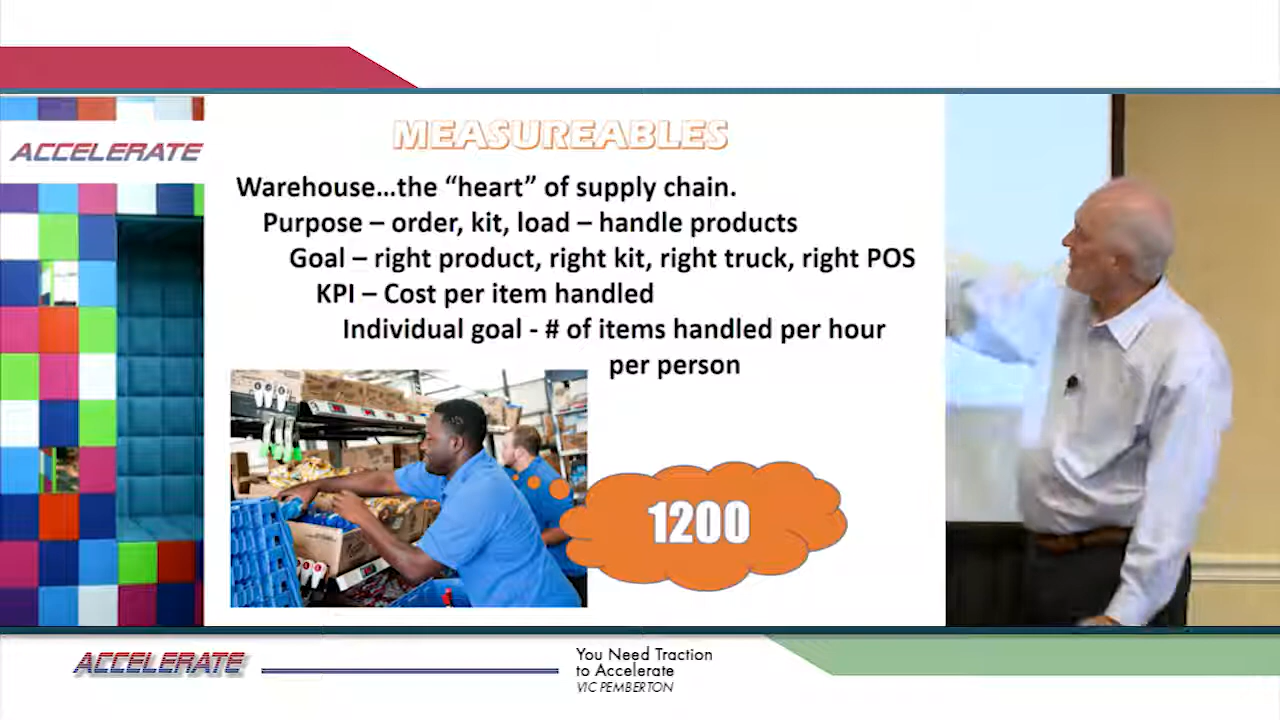 ACCELERATE
MEASUREABLES
Warehouse...the “heart” of supply chain.
Purpose – order, kit, load – handle products
Goal – right product, right kit, right truck, right POS
KPI – Cost per item handled
Individual goal - # of items handled per hour
per person
1200
ACCELERATE
You Need Traction
to Accelerate
VIC PEMBERTON